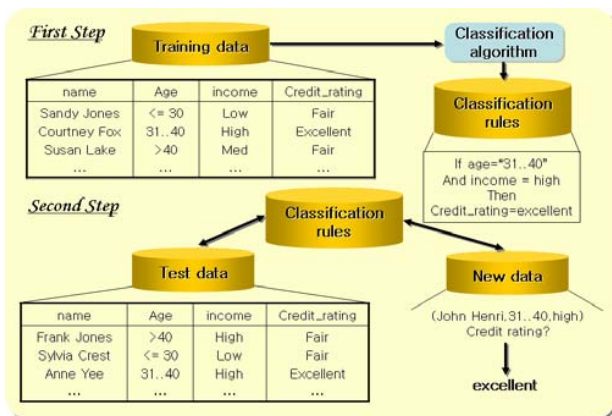 First Step
Training data
Classification
algorithm
name Age income Credit_rating
Sandy Jones <= 30 Low Fair
Courtney Fox 31..40 High Excellent
Susan Lake >40 Med Fair
... ... ... ...
Classification
rules
If age="31..40"
And income = high
Then
Credit_rating=excellent
Second Step
Classification
rules
Test data
name Age income Credit_rating
Frank Jones >40 High Fair
Sylvia Crest <= 30 Low Fair
Anne Yee 31..40 High Excellent
... ... ... ...
New data
(John Henri,31..40,high)
Credit rating?
excellent